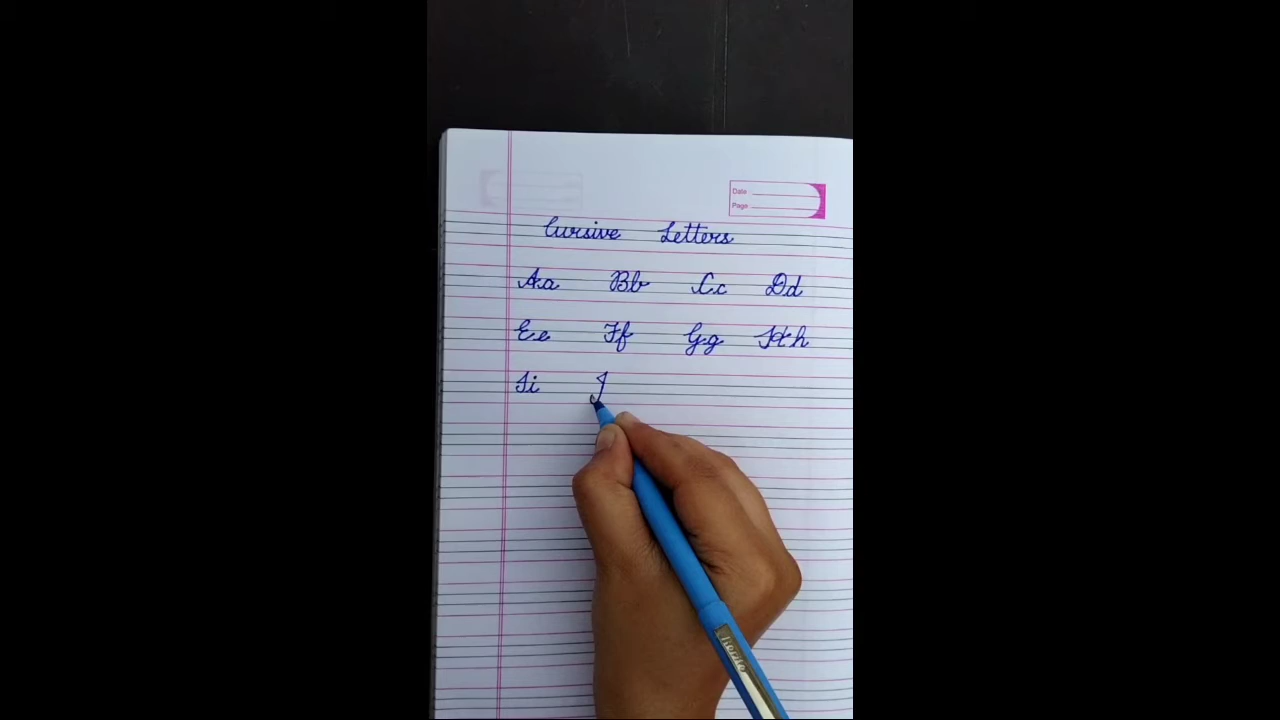 Date
Page
Cursive Letters
Aa Bb Cc Dd
Ee Ff Gg Hh
Ii J